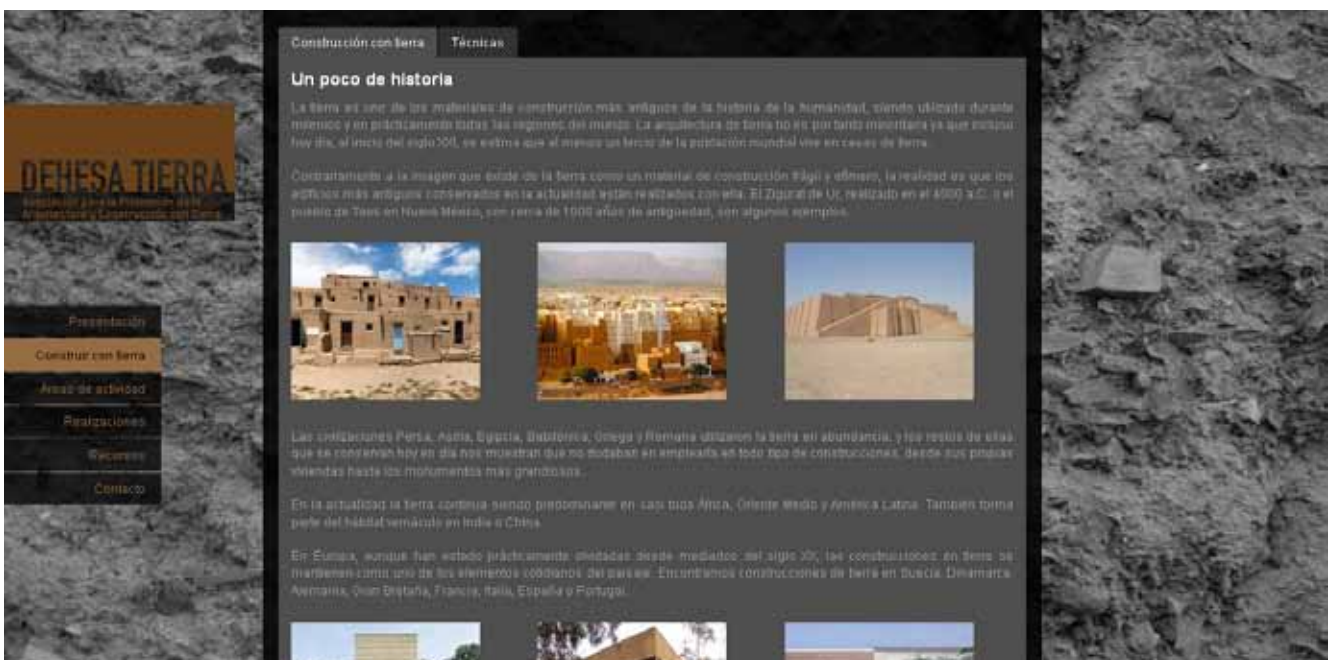 Construcción con tierra
Técnicas
Un poco de historia
La tierra es uno de los materiales de construcción más antiguos de la historia de la humanidad, siendo utilizado durante
milenios y en prácticamente todas las regiones del mundo. La arquitectura de tierra no es por tanto minoritaria ya que incluso
hoy día, al inicio del siglo XXI, se estima que al menos un tercio de la población mundial vive en casas de tierra.
Contrariamente a la imagen que existe de la tierra como un material de construcción frágil y efímero, la realidad es que los
edificios más antiguos conservados en la actualidad están realizados con ella. El Zigurat de Ur, realizado en el 4000 a.C. o el
pueblo de Taos en Nuevo México, con cerca de 1000 años de antigüedad, son algunos ejemplos.
DEHESA TIERRA
Presentación
Construir con tierra
Áreas de actividad
Realizaciones
Recursos
Contacto
Las civilizaciones Persa, Asiria, Egipcia, Babilónica, Griega y Romana utilizaron la tierra en abundancia, y los restos de ellas
que se conservan hoy en día nos muestran que no dudaban en emplearla en todo tipo de construcciones, desde sus propias
viviendas hasta los monumentos más grandiosos.
En la actualidad la tierra continua siendo predominante en casi toda África, Oriente Medio y América Latina. También forma
parte del hábitat vernáculo en India o China.
En Europa, aunque han estado prácticamente olvidadas desde mediados del siglo XX, las construcciones en tierra se
mantienen como uno de los elementos cotidianos del paisaje. Encontramos construcciones de tierra en Suecia, Dinamarca,
Alemania, Gran Bretaña, Francia, Italia, España o Portugal.